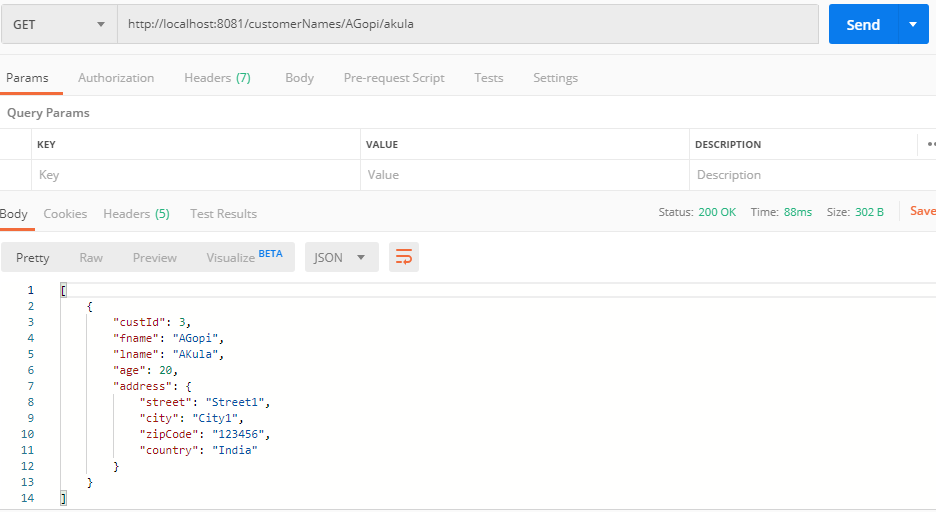 GET http://localhost:8081/customerNames/AGopi/akula Send
Params Authorization Headers (7) Body Pre-request Script Tests Settings
Query Params
KEY VALUE DESCRIPTION
Key Value Description
Body Cookies Headers (5) Test Results Status: 200 OK Time: 88ms Size: 302 B Save
Pretty Raw Preview Visualize BETA JSON
1 [
2 {
3 "custId": 3,
4 "fname": "AGopi",
5 "lname": "AKula",
6 "age": 20,
7 "address": {
8 "street": "Street1",
9 "city": "City1",
10 "zipCode": "123456",
11 "country": "India"
12 }
13 }
14 ]